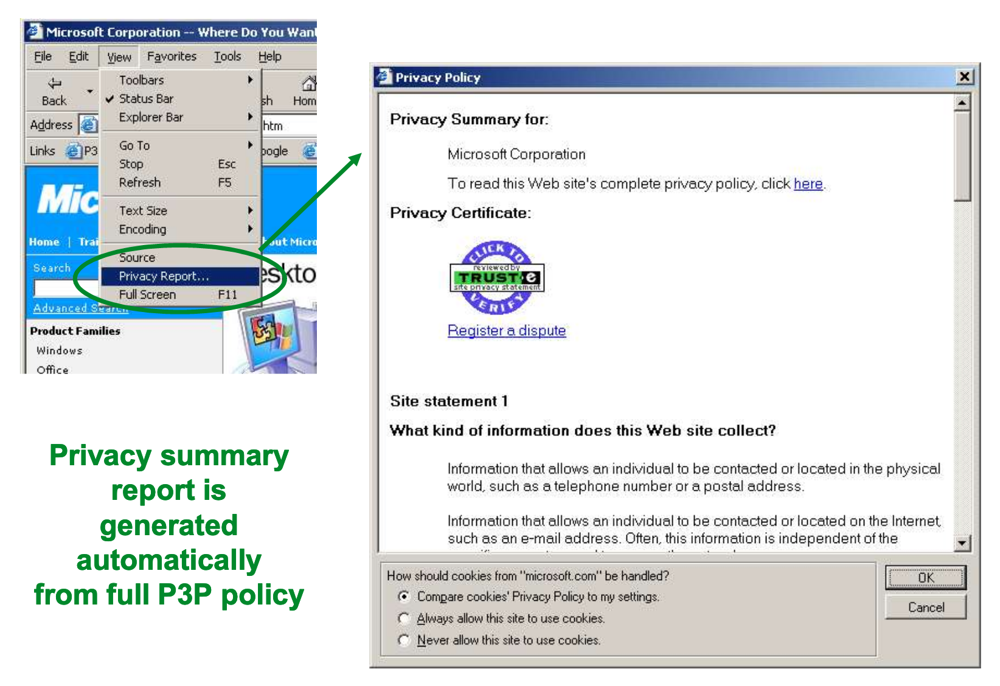 Microsoft Corporation -- Where Do You Want
File Edit View Favorites Tools Help
Back
sh Hom
Address
htm
Links P3
oogle
Toolbars
Status Bar
Explorer Bar
Go To
Stop Esc
Refresh F5
Text Size
Encoding
Source
Privacy Report...
Full Screen F11
Mic
Home | Trai
out Micro
Search
eskto
Advanced Search
Product Families
Windows
Office
Privacy summary
report is
generated
automatically
from full P3P policy
Privacy Policy
Privacy Summary for:
Microsoft Corporation
To read this Web site's complete privacy policy, click here.
Privacy Certificate:
CLICK TO
reviewed by
TRUSTe
site privacy statement
VERIFY
Register a dispute
Site statement 1
What kind of information does this Web site collect?
Information that allows an individual to be contacted or located in the physical
world, such as a telephone number or a postal address.
Information that allows an individual to be contacted or located on the Internet,
such as an e-mail address. Often, this information is independent of the
How should cookies from "microsoft.com" be handled?
Compare cookies' Privacy Policy to my settings.
Always allow this site to use cookies.
Never allow this site to use cookies.
OK
Cancel